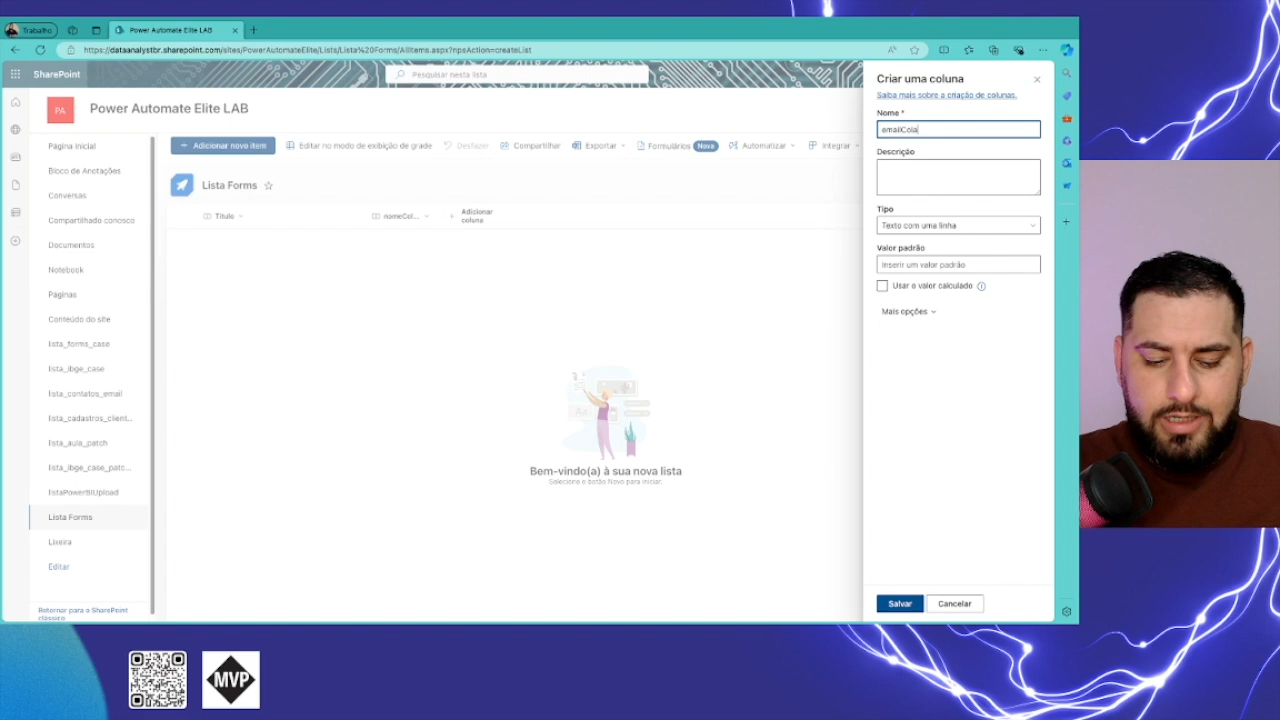 Trabalho
Power Automate Elite LAB
https://dataanalystbr.sharepoint.com/sites/PowerAutomateElite/Lists/Lista%20Forms/AllItems.aspx?npsAction=createList
SharePoint
Pesquisar nesta lista
PA
Power Automate Elite LAB
Página Inicial
Bloco de Anotações
Conversas
Compartilhado conosco
Documentos
Notebook
Páginas
Conteúdo do site
lista_forms_case
lista_ibge_case
lista_contatos_email
lista_cadastros_client...
lista_aula_patch
lista_ibge_case_patc...
listaPowerBIUpload
Lista Forms
Lixeira
Editar
Retornar para o SharePoint
clássico
Adicionar novo item
Editar no modo de exibição de grade
Desfazer
Compartilhar
Exportar
Formulários
Nova
Automatizar
Integrar
Lista Forms
Título
nomeCol...
Adicionar
coluna
Aa
Bem-vindo(a) à sua nova lista
Selecione o botão Novo para iniciar.
Criar uma coluna
Saiba mais sobre a criação de colunas.
Nome *
emailCola
Descrição
Tipo
Texto com uma linha
Valor padrão
Inserir um valor padrão
Usar o valor calculado
Mais opções
Salvar
Cancelar
MVP